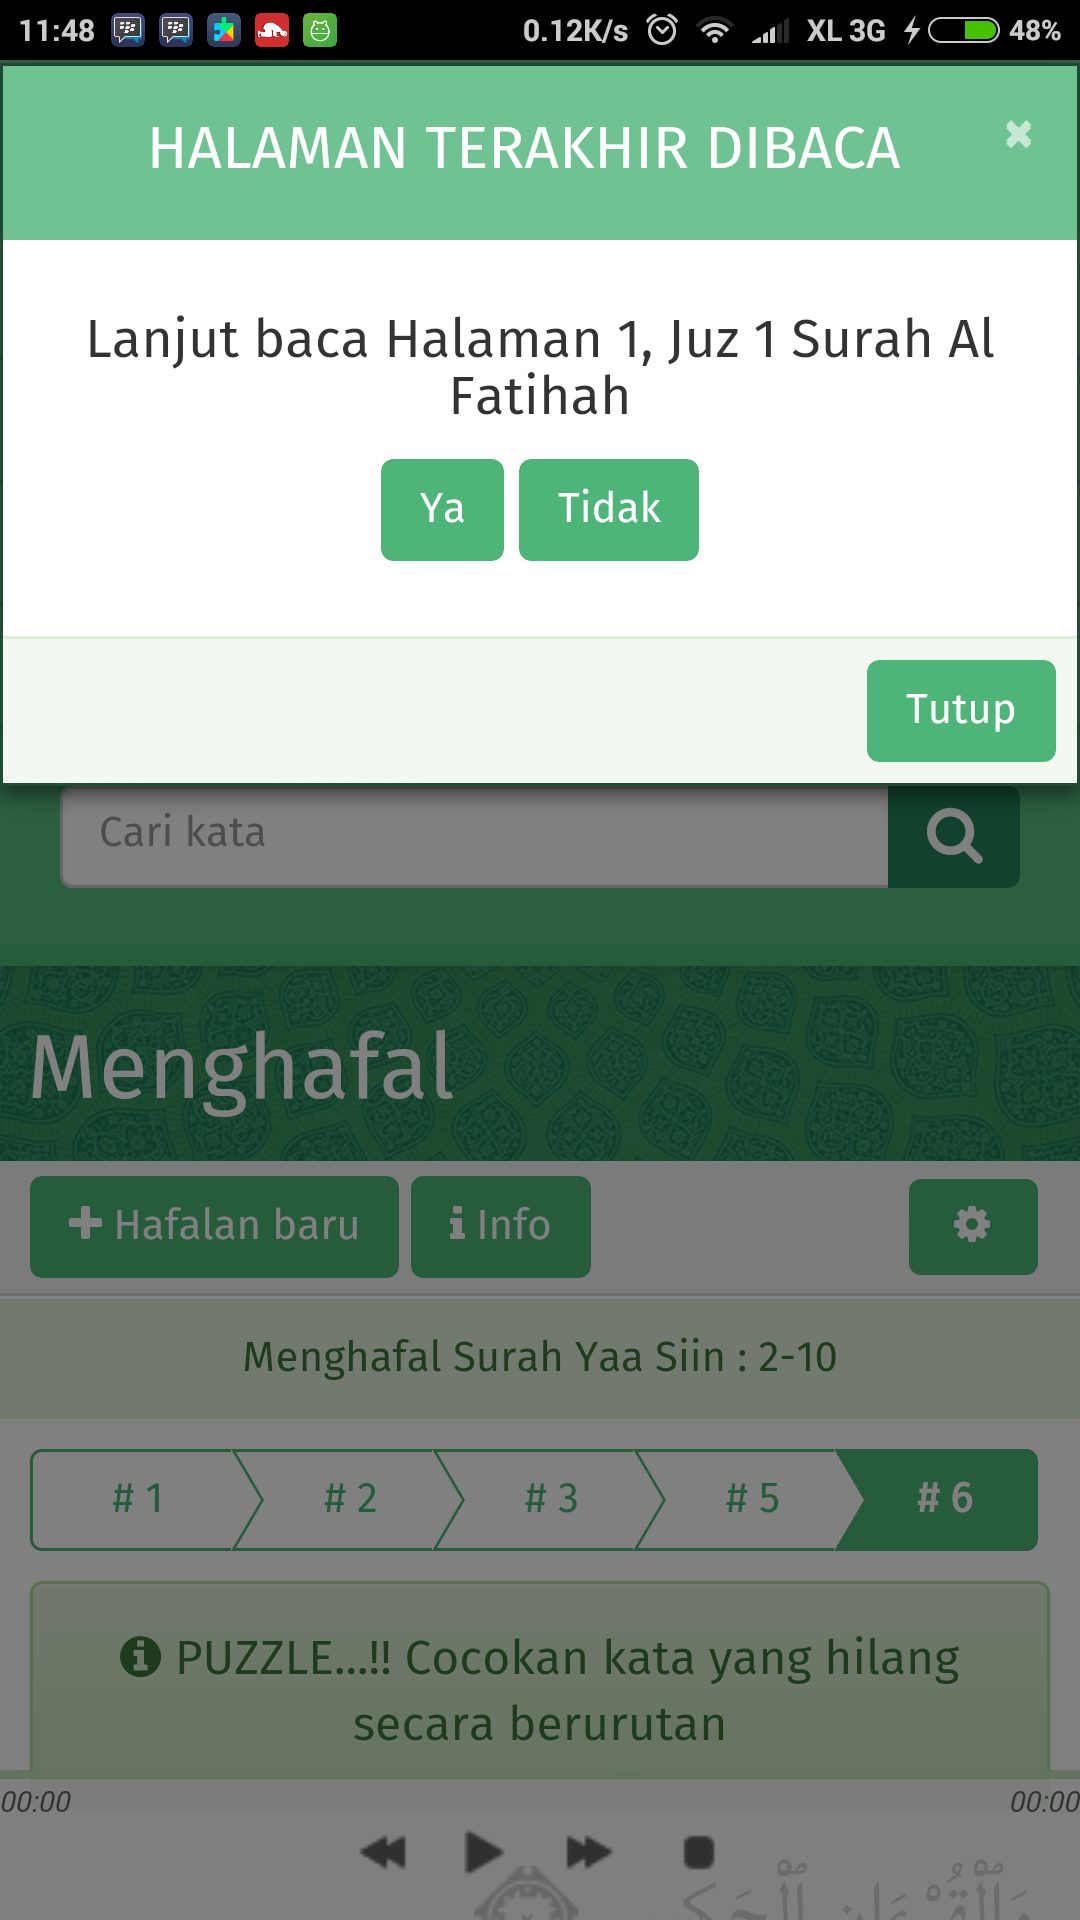 11:48 0.12K/s XL 3G 48%
HALAMAN TERAKHIR DIBACA ×
Lanjut baca Halaman 1, Juz 1 Surah Al
Fatihah
Ya Tidak
Tutup
Cari kata
Menghafal
Hafalan baru Info
Menghafal Surah Yaa Siin : 2-10
# 1 # 2 # 3 # 5 # 6
PUZZLE...!! Cocokan kata yang hilang
secara berurutan
00:00 00:00